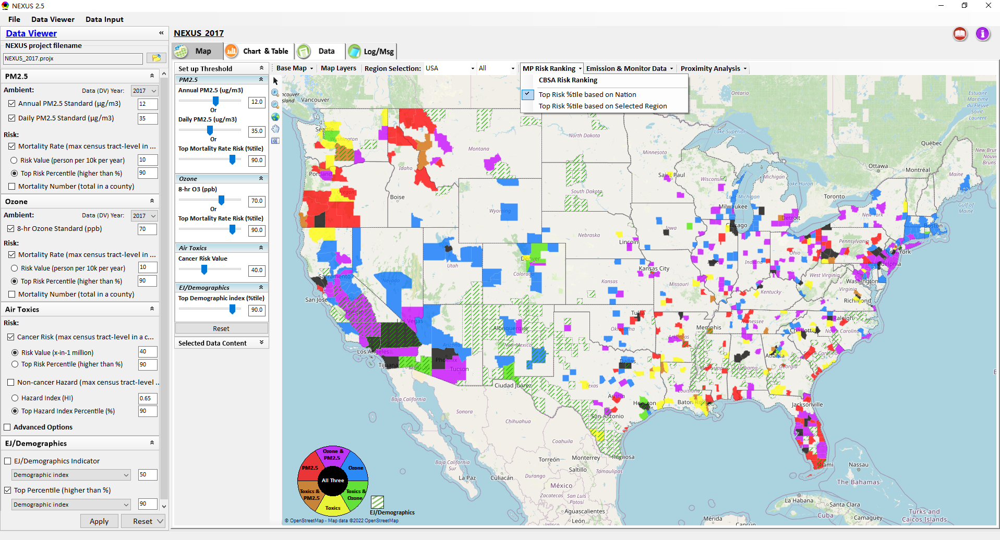 NEXUS 2.5
File Data Viewer Data Input
Data Viewer «
NEXUS project filename
NEXUS_2017.projx
PM2.5
Ambient: Data (DV) Year: 2017
Annual PM2.5 Standard (µg/m3) 12
Daily PM2.5 Standard (µg/m3) 35
Risk:
Mortality Rate (max census tract-level in ...
Risk Value (person per 10k per year) 10
Top Risk Percentile (higher than %) 90
Mortality Number (total in a county)
Ozone
Ambient: Data (DV) Year: 2017
8-hr Ozone Standard (ppb) 70
Risk:
Mortality Rate (max census tract-level in ...
Risk Value (person per 10k per year) 10
Top Risk Percentile (higher than %) 90
Mortality Number (total in a county)
Air Toxics
Risk:
Cancer Risk (max census tract-level in a c...
Risk Value (x-in-1 million) 40
Top Risk Percentile (higher than %) 90
Non-cancer Hazard (max census tract-level ..
Hazard Index (HI) 0.65
Top Hazard Index Percentile (%) 90
Advanced Options
EJ/Demographics
EJ/Demographics Indicator
Demographic index 50
Top Percentile (higher than %)
Demographic index 90
Apply Reset
NEXUS_2017
Map Chart & Table Data Log/Msg
Set up Threshold
PM2.5
Annual PM2.5 (ug/m3)
12.0
Or
Daily PM2.5 (ug/m3)
35.0
Or
Top Mortality Rate Risk (%tile)
90.0
Ozone
8-hr O3 (ppb)
70.0
Or
Top Mortality Rate Risk (%tile)
90.0
Air Toxics
Cancer Risk Value
40.0
EJ/Demographics
Top Demographic index (%tile)
90.0
Reset
Selected Data Content
Base Map Map Layers Region Selection: USA All MP Risk Ranking Emission & Monitor Data Proximity Analysis
CBSA Risk Ranking
Top Risk %tile based on Nation
Top Risk %tile based on Selected Region
Vancouver
Ontario
Estuaire
Maritime du
Fleuve
Saint-
Laurent
Lake Superior
Québec
Seattle
Washington
North Dakota
Montana
Minnesota
Ottawa
Montréal
Maine
Portland
Idaho
Saint Paul
Wisconsin
Michigan
Lake Huron
Oregon
Boise
South Dakota
Toronto
Lake Michigan
Milwaukee
Wyoming
New York
Gulf of
Maine
Detroit
Boston
Chicago
Iowa
Nebraska
Lincoln
Pennsylvania
New York
Denver
Utah
Ohio
Indiana
Philadelphia
Sacramento
Nevada
Colorado
Kansas City
West Virginia
Washington
Kansas
Missouri
Kentucky
Virginia
San Jose
Richmond
Fresno
Las Vegas
Tulsa
Raleigh
Albuquerque
Oklahoma
Memphis
Tennessee
Charlotte
North Carolina
Arkansas
Arizona
New Mexico
Los Angeles
Atlanta
South Carolina
Phoenix
Dallas
Tijuana
Mexicali
Tucson
Mississippi
Alabama
Georgia
Ciudad Juárez
Texas
Louisiana
Austin
Baja California
Houston
Baton Rouge
Jacksonville
Sonora
Chihuahua
San Antonio
Florida
Coahuila
Baja California
Sur
Torreón
Monterrey
Reynosa
Miami
Nassau
Saltillo
La Paz
Culiacán
Durango
Tamaulipas
The Bahamas
México
Zacatecas
San Luis
Potosí
La Habana
Santa Clara
Aguascalientes
León
Cuba
Camagüey
Turks and
Caicos Islands
Mérida
Cancún
Jalisco
Ozone &
PM2.5
PM2.5
Ozone
All Three
Toxics &
PM2.5
Toxics &
Ozone
Toxics
EJ/Demographics
© OpenStreetMap - Map data ©2022 OpenStreetMap